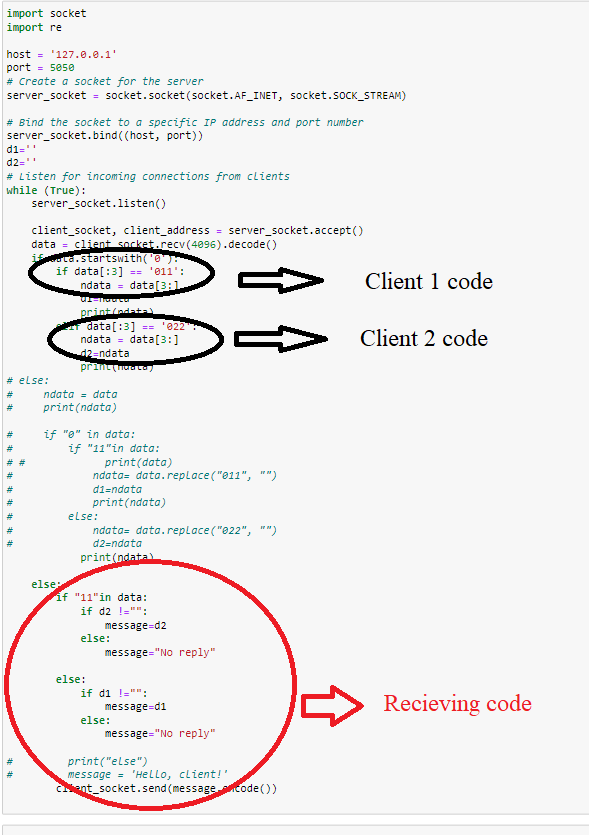 import socket
import re
host = '127.0.0.1'
port = 5050
# Create a socket for the server
server_socket = socket.socket(socket.AF_INET, socket.SOCK_STREAM)
# Bind the socket to a specific IP address and port number
server_socket.bind((host, port))
d1=''
d2=''
# Listen for incoming connections from clients
while (True):
    server_socket.listen()
    client_socket, client_address = server_socket.accept()
    data = client_socket.recv(4096).decode()
    if data.startswith('0'):
        if data[:3] == '011':
            ndata = data[3:]
            d1=ndata
            print(ndata)
        elif data[:3] == '022':
            ndata = data[3:]
            d2=ndata
            print(ndata)
Client 1 code
Client 2 code
# else:
#     ndata = data
#     print(ndata)
#     if "0" in data:
#         if "11"in data:
# #             print(data)
#             ndata= data.replace("011", "")
#             d1=ndata
#             print(ndata)
#         else:
#             ndata= data.replace("022", "")
#             d2=ndata
            print(ndata)
    else:
        if "11"in data:
            if d2 !="":
                message=d2
            else:
                message="No reply"
        else:
            if d1 !="":
                message=d1
            else:
                message="No reply"
#         print("else")
#         message = 'Hello, client!'
        client_socket.send(message.encode())
Recieving code